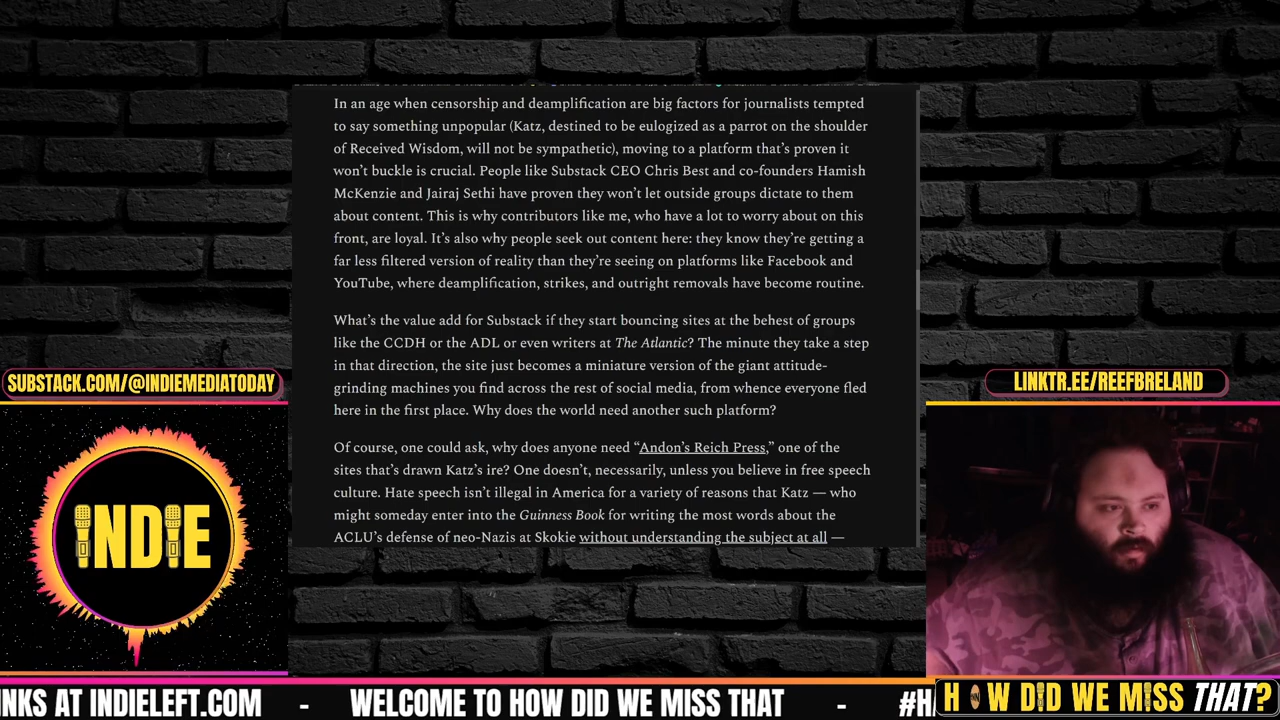 In an age when censorship and deamplification are big factors for journalists tempted
to say something unpopular (Katz, destined to be eulogized as a parrot on the shoulder
of Received Wisdom, will not be sympathetic), moving to a platform that’s proven it
won’t buckle is crucial. People like Substack CEO Chris Best and co-founders Hamish
McKenzie and Jairaj Sethi have proven they won’t let outside groups dictate to them
about content. This is why contributors like me, who have a lot to worry about on this
front, are loyal. It’s also why people seek out content here: they know they’re getting a
far less filtered version of reality than they’re seeing on platforms like Facebook and
YouTube, where deamplification, strikes, and outright removals have become routine.
What’s the value add for Substack if they start bouncing sites at the behest of groups
like the CCDH or the ADL or even writers at The Atlantic? The minute they take a step
in that direction, the site just becomes a miniature version of the giant attitude-
grinding machines you find across the rest of social media, from whence everyone fled
here in the first place. Why does the world need another such platform?
Of course, one could ask, why does anyone need “Andon’s Reich Press,” one of the
sites that’s drawn Katz’s ire? One doesn’t, necessarily, unless you believe in free speech
culture. Hate speech isn’t illegal in America for a variety of reasons that Katz — who
might someday enter into the Guinness Book for writing the most words about the
ACLU’s defense of neo-Nazis at Skokie without understanding the subject at all —
SUBSTACK.COM/@INDIEMEDIATODAY
INDIE
LINKTR.EE/REEFBRELAND
INKS AT INDIELEFT.COM - WELCOME TO HOW DID WE MISS THAT - #H
HOW DID WE MISS THAT?